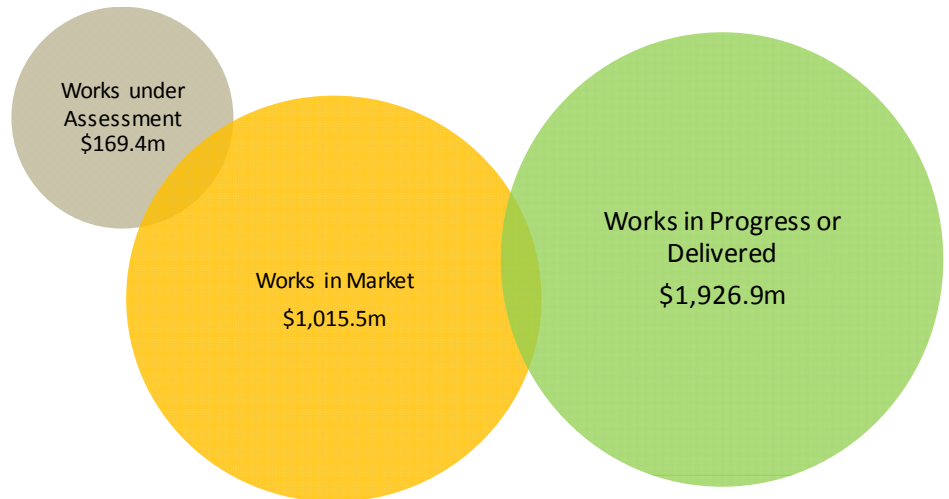 Works under
Assessment
$169.4m
Works in Market
$1,015.5m
Works in Progress or
Delivered
$1,926.9m